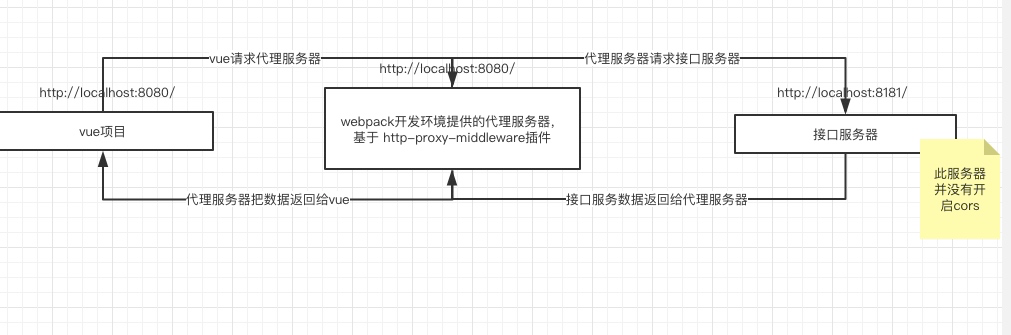 vue请求代理服务器
代理服务器请求接口服务器
http://localhost:8080/
http://localhost:8080/
http://localhost:8181/
vue项目
webpack开发环境提供的代理服务器，
基于 http-proxy-middleware插件
接口服务器
此服务器
并没有开
启cors
代理服务器把数据返回给vue
接口服务数据返回给代理服务器